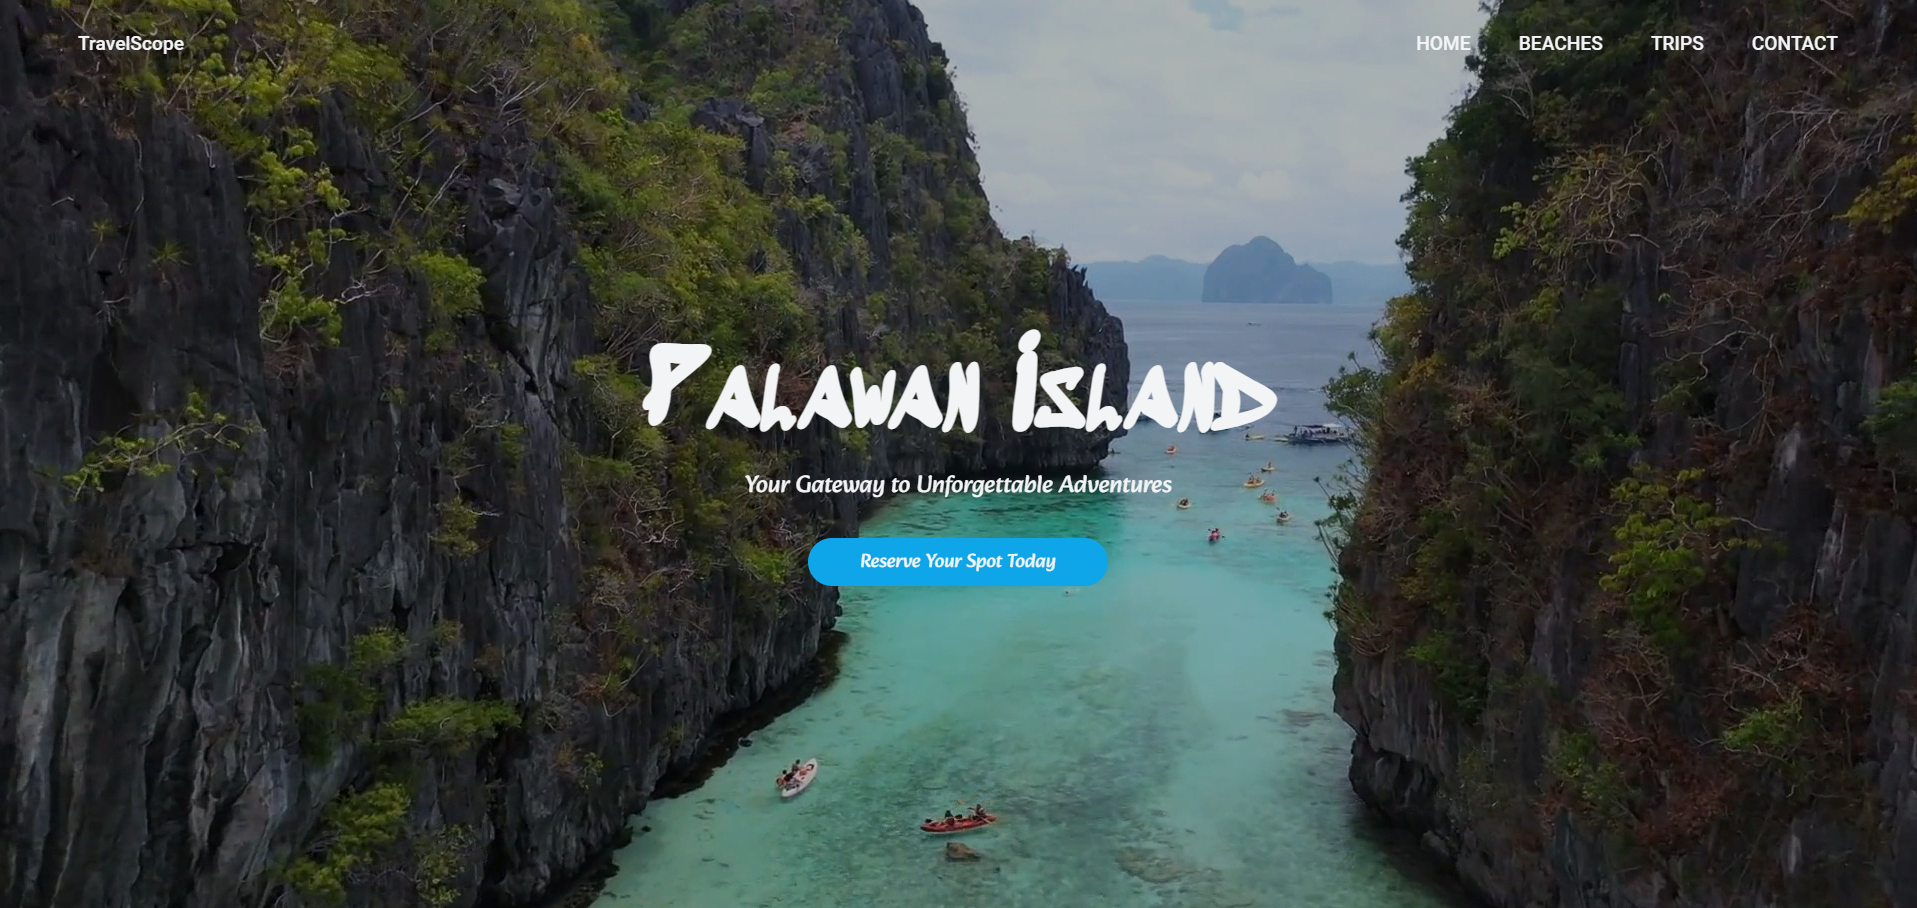 TravelScope
HOME BEACHES TRIPS CONTACT
Palawan Island
Your Gateway to Unforgettable Adventures
Reserve Your Spot Today